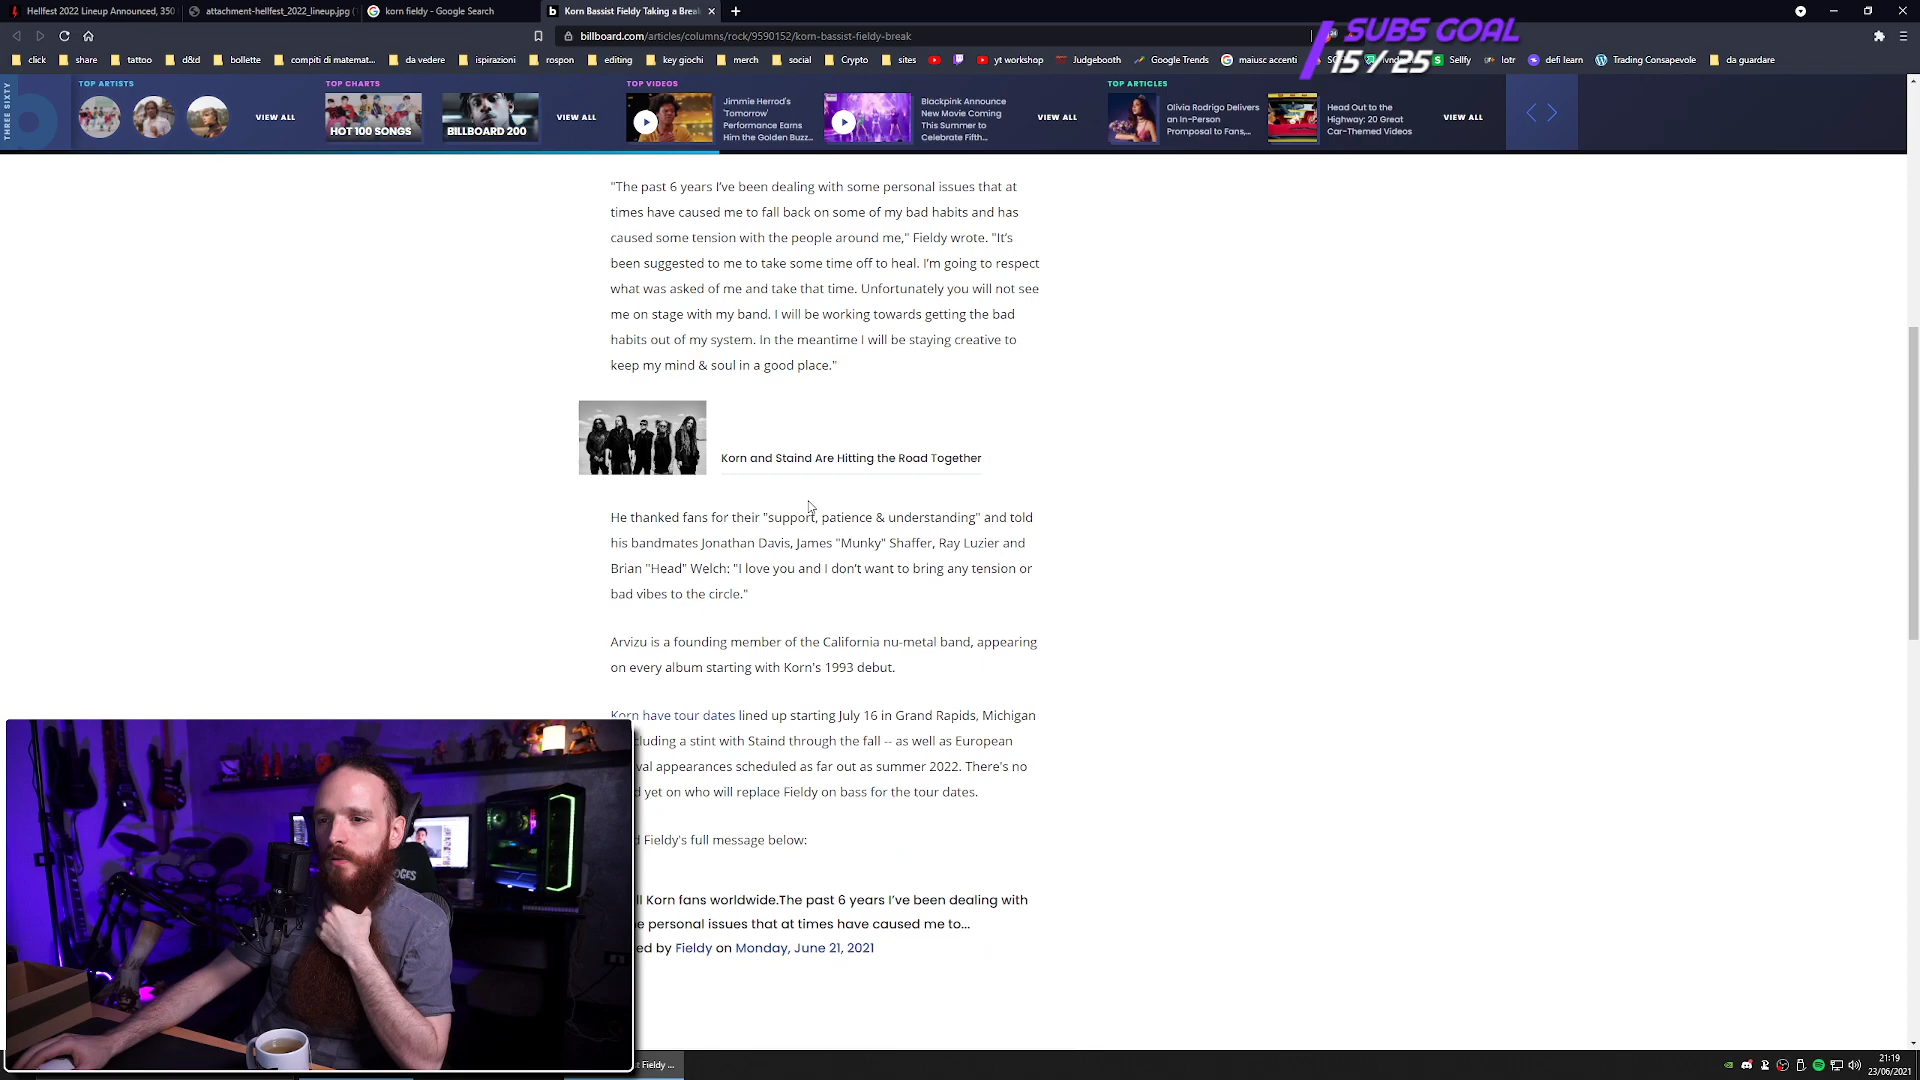 Hellfest 2022 Lineup Announced, 350
attachment-hellfest_2022_lineup.jpg (
korn fieldy - Google Search
Korn Bassist Fieldy Taking a Brea
billboard.com/articles/columns/rock/9590152/korn-bassist-fieldy-break
SUBS GOAL
15/25
click
share
tattoo
d&d
bollette
compiti di matemat...
da vedere
ispirazioni
rospon
editing
key giochi
merch
social
Crypto
sites
yt workshop
Judgebooth
Google Trends
maiusc accenti
Sellfy
lotr
defi learn
Trading Consapevole
da guardare
THREE SIXTY
TOP ARTISTS
VIEW ALL
TOP CHARTS
HOT 100 SONGS
BILLBOARD 200
VIEW ALL
TOP VIDEOS
Jimmie Herrod's
'Tomorrow'
Performance Earns
Him the Golden Buzz...
Blackpink Announce
New Movie Coming
This Summer to
Celebrate Fifth...
VIEW ALL
TOP ARTICLES
Olivia Rodrigo Delivers
an In-Person
Promposal to Fans,...
Head Out to the
Highway: 20 Great
Car-Themed Videos
VIEW ALL
"The past 6 years I've been dealing with some personal issues that at
times have caused me to fall back on some of my bad habits and has
caused some tension with the people around me," Fieldy wrote. "It's
been suggested to me to take some time off to heal. I'm going to respect
what was asked of me and take that time. Unfortunately you will not see
me on stage with my band. I will be working towards getting the bad
habits out of my system. In the meantime I will be staying creative to
keep my mind & soul in a good place."
Korn and Staind Are Hitting the Road Together
He thanked fans for their "support, patience & understanding" and told
his bandmates Jonathan Davis, James "Munky" Shaffer, Ray Luzier and
Brian "Head" Welch: "I love you and I don't want to bring any tension or
bad vibes to the circle."
Arvizu is a founding member of the California nu-metal band, appearing
on every album starting with Korn's 1993 debut.
Korn have tour dates lined up starting July 16 in Grand Rapids, Michigan
cluding a stint with Staind through the fall -- as well as European
val appearances scheduled as far out as summer 2022. There's no
d yet on who will replace Fieldy on bass for the tour dates.
d Fieldy's full message below:
ll Korn fans worldwide.The past 6 years I've been dealing with
e personal issues that at times have caused me to...
ed by Fieldy on Monday, June 21, 2021
t Fieldy ...
21:19
23/06/2021